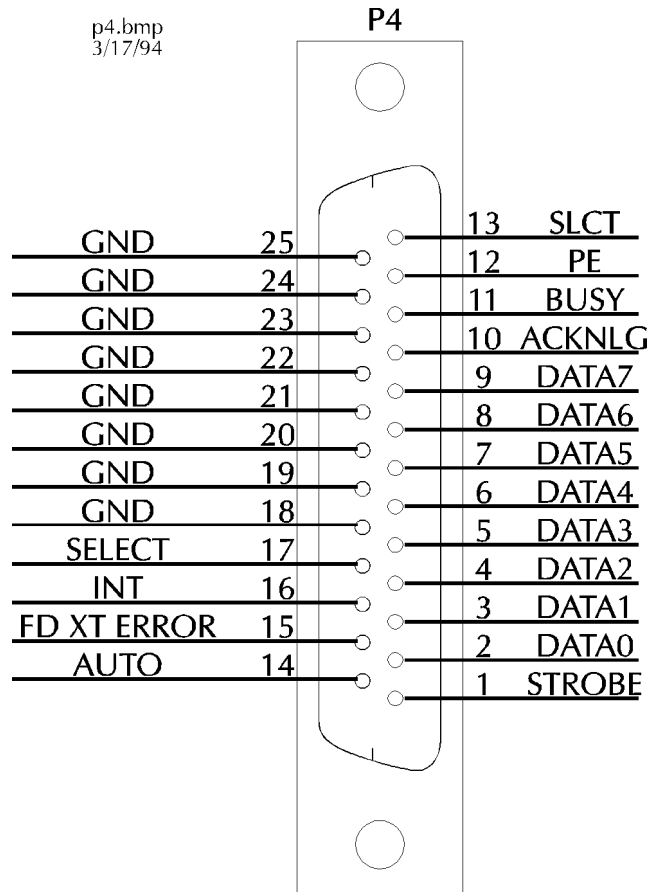 p4.bmp
3/17/94
P4
GND 25
GND 24
GND 23
GND 22
GND 21
GND 20
GND 19
GND 18
SELECT 17
INT 16
FD XT ERROR 15
AUTO 14
13 SLCT
12 PE
11 BUSY
10 ACKNLG
9 DATA7
8 DATA6
7 DATA5
6 DATA4
5 DATA3
4 DATA2
3 DATA1
2 DATA0
1 STROBE